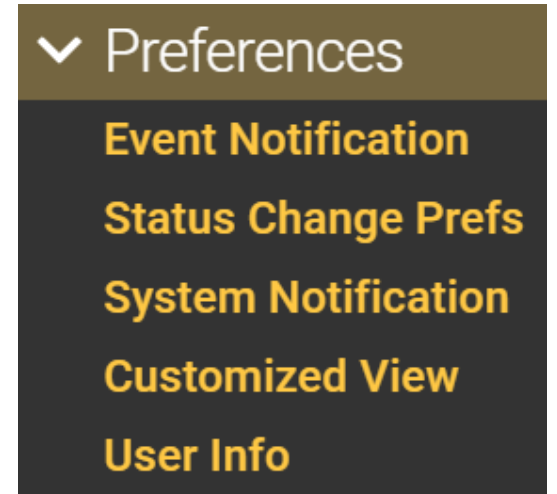 Preferences
Event Notification
Status Change Prefs
System Notification
Customized View
User Info